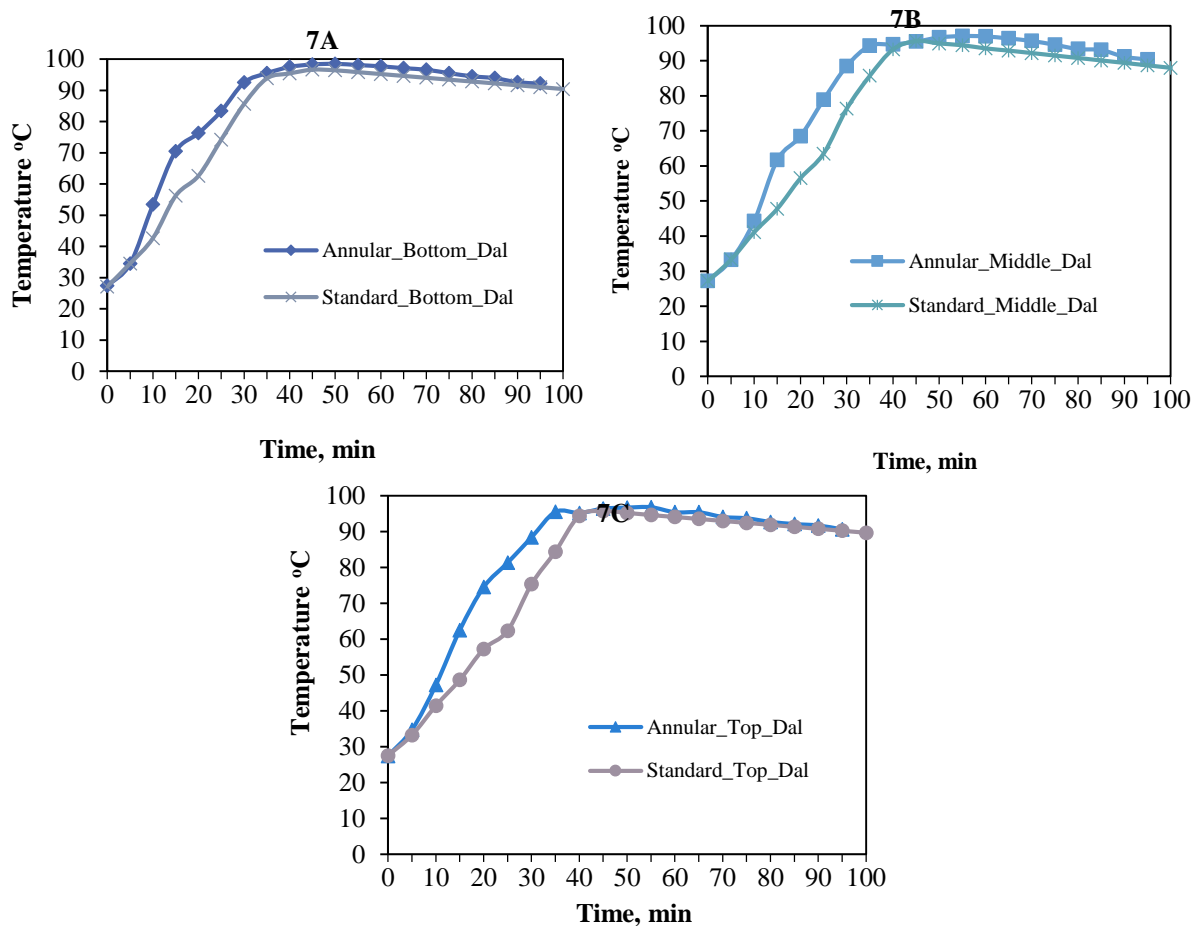 7A
100
90
80
70
60
50
40
30
20
10
0
Temperature ºC
Annular_Bottom_Dal
Standard_Bottom_Dal
0 10 20 30 40 50 60 70 80 90 100
Time, min
7B
100
90
80
70
60
50
40
30
20
10
0
Temperature ºC
Annular_Middle_Dal
Standard_Middle_Dal
0 10 20 30 40 50 60 70 80 90 100
Time, min
7C
100
90
80
70
60
50
40
30
20
10
0
Temperature ºC
Annular_Top_Dal
Standard_Top_Dal
0 10 20 30 40 50 60 70 80 90 100
Time, min